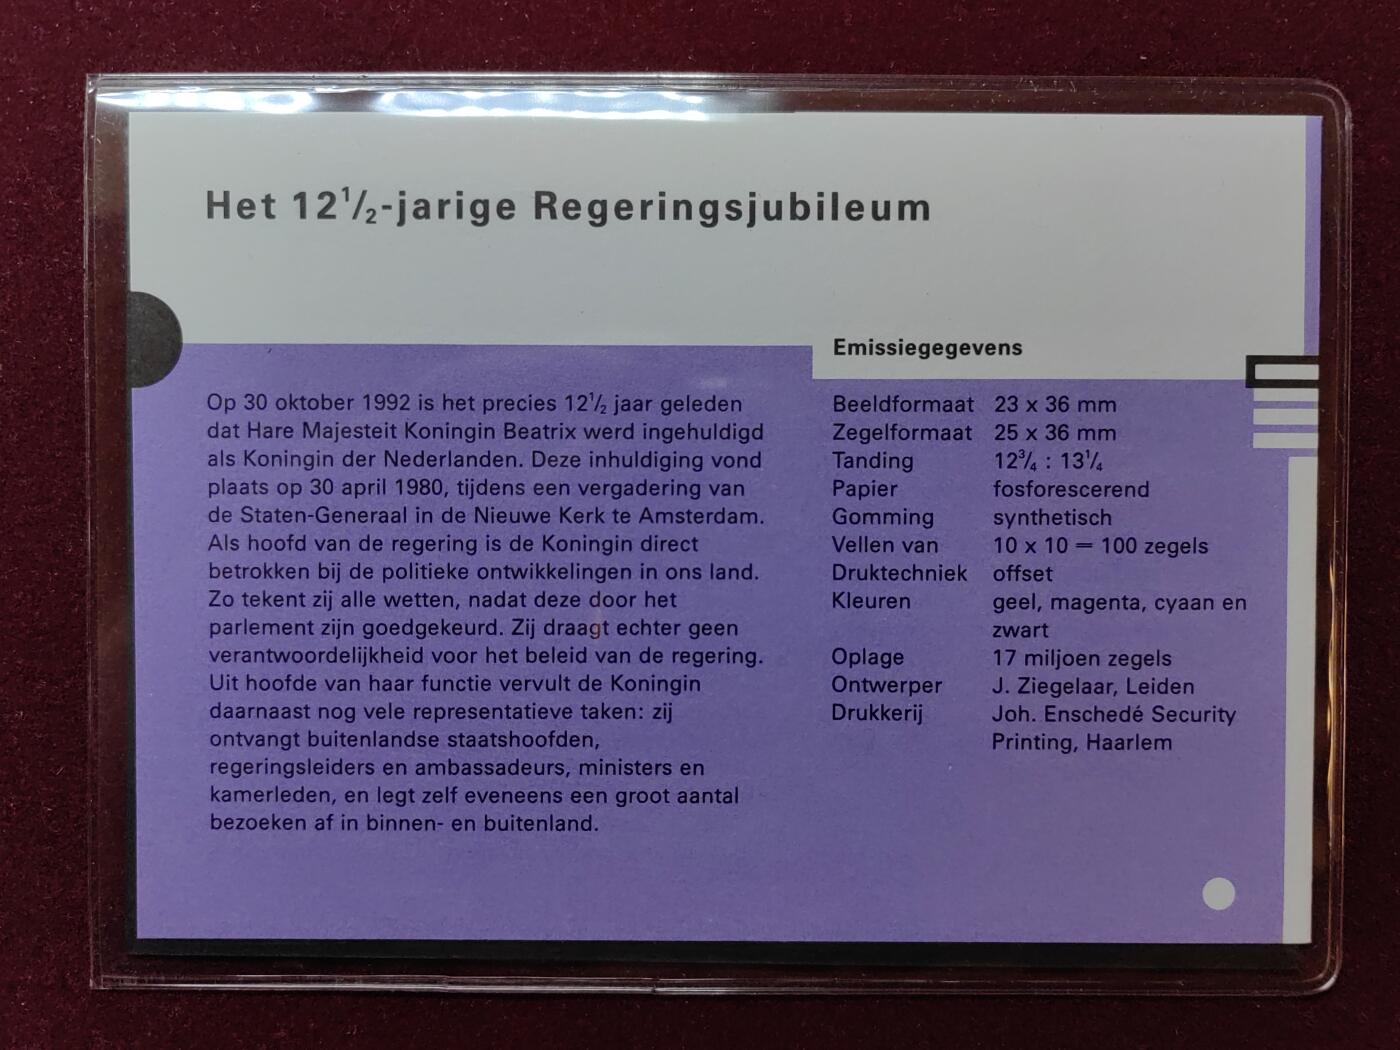 Het 12 1/2-jarige Regeringsjubileum
Op 30 oktober 1992 is het precies 12 1/2 jaar geleden
dat Hare Majesteit Koningin Beatrix werd ingehuldigd
als Koningin der Nederlanden. Deze inhuldiging vond
plaats op 30 april 1980, tijdens een vergadering van
de Staten-Generaal in de Nieuwe Kerk te Amsterdam.
Als hoofd van de regering is de Koningin direct
betrokken bij de politieke ontwikkelingen in ons land.
Zo tekent zij alle wetten, nadat deze door het
parlement zijn goedgekeurd. Zij draagt echter geen
verantwoordelijkheid voor het beleid van de regering.
Uit hoofde van haar functie vervult de Koningin
daarnaast nog vele representatieve taken: zij
ontvangt buitenlandse staatshoofden,
regeringsleiders en ambassadeurs, ministers en
kamerleden, en legt zelf eveneens een groot aantal
bezoeken af in binnen- en buitenland.
Emissiegegevens
Beeldformaat 23 x 36 mm
Zegelformaat 25 x 36 mm
Tanding 12 3/4 : 13 1/4
Papier fosforescerend
Gomming synthetisch
Vellen van 10 x 10 = 100 zegels
Druktechniek offset
Kleuren geel, magenta, cyaan en
zwart
Oplage 17 miljoen zegels
Ontwerper J. Ziegelaar, Leiden
Drukkerij Joh. Enschedé Security
Printing, Haarlem